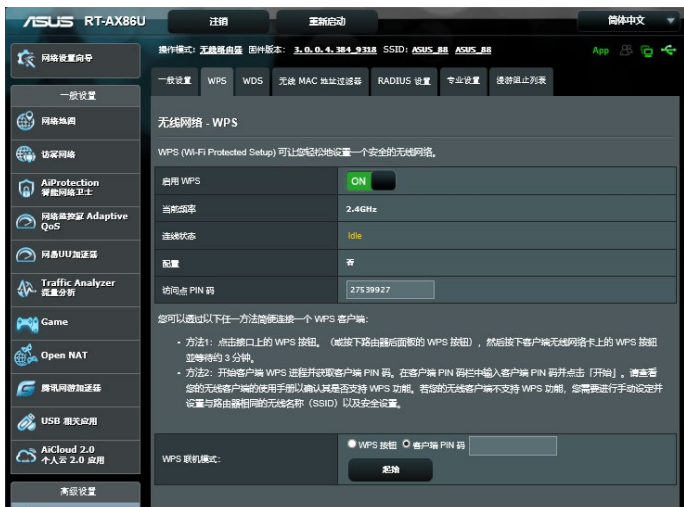 ASUS RT-AX86U 注销 重新启动 简体中文
操作模式: 无线路由器 固件版本: 3.0.0.4.384_9318 SSID: ASUS_88 ASUS_88 App
网络设置向导
一般设置 WPS WDS 无线 MAC 地址过滤器 RADIUS 设置 专业设置 漫游阻止列表
一般设置
网络地图
访客网络
AiProtection
智能网络卫士
网络监控家 Adaptive
QoS
网易UU加速器
Traffic Analyzer
流量分析
Game
Open NAT
腾讯网游加速器
USB 相关应用
AiCloud 2.0
个人云 2.0 应用
高级设置
无线网络 - WPS
WPS (Wi-Fi Protected Setup) 可让您轻松地设置一个安全的无线网络。
启用 WPS ON
当前频率 2.4GHz
连线状态 Idle
配置 否
访问点 PIN 码 27539927
您可以透过以下任一方法简便连接一个 WPS 客户端:
• 方法1: 点击接口上的 WPS 按钮。 (或按下路由器后面板的 WPS 按钮) , 然后按下客户端无线网络卡上的 WPS 按钮
並等待约 3 分钟。
• 方法2: 开始客户端 WPS 进程并获取客户端 PIN 码。在客户端 PIN 码栏中输入客户端 PIN 码并点击「开始」。请查看
您的无线客户端的使用手册以确认其是否支持 WPS 功能。若您的无线客户端不支持 WPS 功能，您需要进行手动设定并
设置与路由器相同的无线名称（SSID）以及安全设置。
WPS 联机模式: WPS 按钮 客户端 PIN 码
起始